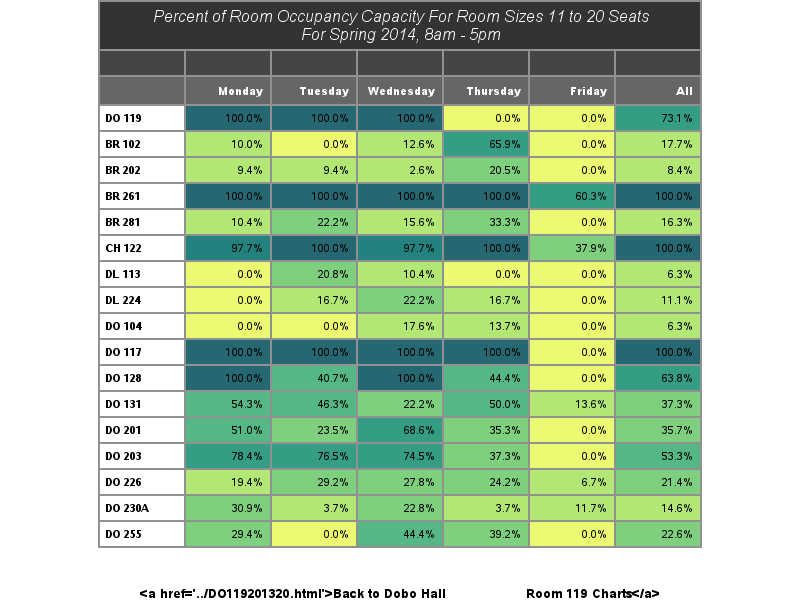 Percent of Room Occupancy Capacity For Room Sizes 11 to 20 Seats
For Spring 2014, 8am - 5pm
Monday Tuesday Wednesday Thursday Friday All
DO 119 100.0% 100.0% 100.0% 0.0% 0.0% 73.1%
BR 102 10.0% 0.0% 12.6% 65.9% 0.0% 17.7%
BR 202 9.4% 9.4% 2.6% 20.5% 0.0% 8.4%
BR 261 100.0% 100.0% 100.0% 100.0% 60.3% 100.0%
BR 281 10.4% 22.2% 15.6% 33.3% 0.0% 16.3%
CH 122 97.7% 100.0% 97.7% 100.0% 37.9% 100.0%
DL 113 0.0% 20.8% 10.4% 0.0% 0.0% 6.3%
DL 224 0.0% 16.7% 22.2% 16.7% 0.0% 11.1%
DO 104 0.0% 0.0% 17.6% 13.7% 0.0% 6.3%
DO 117 100.0% 100.0% 100.0% 100.0% 0.0% 100.0%
DO 128 100.0% 40.7% 100.0% 44.4% 0.0% 63.8%
DO 131 54.3% 46.3% 22.2% 50.0% 13.6% 37.3%
DO 201 51.0% 23.5% 68.6% 35.3% 0.0% 35.7%
DO 203 78.4% 76.5% 74.5% 37.3% 0.0% 53.3%
DO 226 19.4% 29.2% 27.8% 24.2% 6.7% 21.4%
DO 230A 30.9% 3.7% 22.8% 3.7% 11.7% 14.6%
DO 255 29.4% 0.0% 44.4% 39.2% 0.0% 22.6%
<a href='../DO119201320.html'>Back to Dobo Hall Room 119 Charts</a>